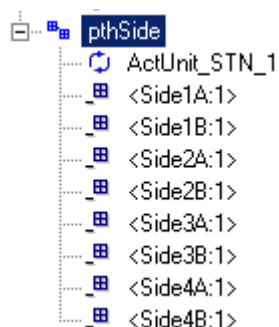 pthSide
ActUnit_STN_1
<Side1A:1>
<Side1B:1>
<Side2A:1>
<Side2B:1>
<Side3A:1>
<Side3B:1>
<Side4A:1>
<Side4B:1>